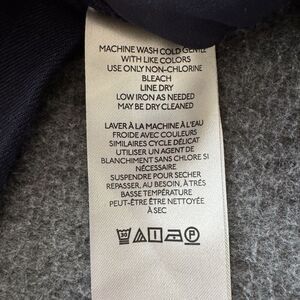 MACHINE WASH COLD GENTLE
WITH LIKE COLORS
USE ONLY NON-CHLORINE
BLEACH
LINE DRY
LOW IRON AS NEEDED
MAY BE DRY CLEANED
LAVER À LA MACHINE À L'EAU
FROIDE AVEC COULEURS
SIMILAIRES CYCLE DÉLICAT
UTILISER UN AGENT DE
BLANCHIMENT SANS CHLORE SI
NÉCESSAIRE
SUSPENDRE POUR SECHER
REPASSER, AU BESOIN, À TRÉS
BASSE TEMPÉRATURE
PEUT-ÊTRE ÊTRE NETTOYÉE
À SEC
30
P